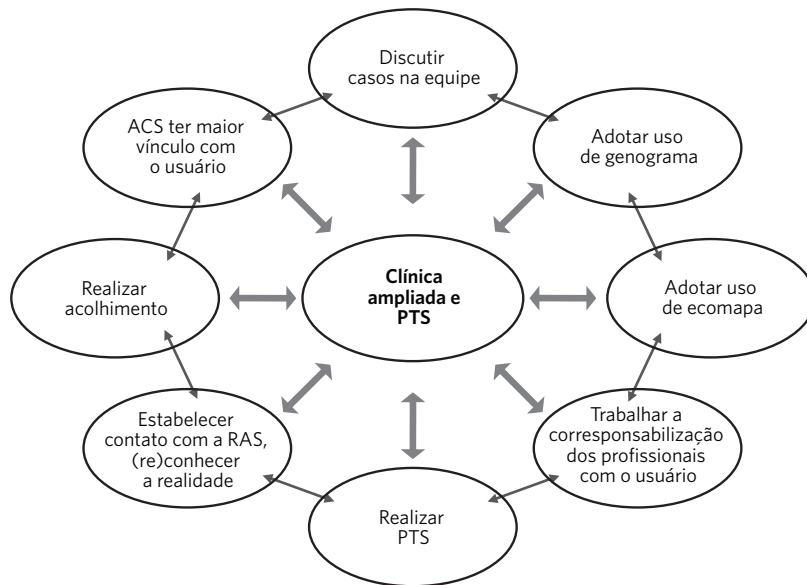 Discutir
casos na equipe
ACS ter maior
vínculo com
o usuário
Adotar uso
de genograma
Realizar
acolhimento
Clínica
ampliada e
PTS
Adotar uso
de ecomapa
Estabelecer
contato com a RAS,
(re)conhecer
a realidade
Trabalhar a
corresponsabilização
dos profissionais
com o usuário
Realizar
PTS